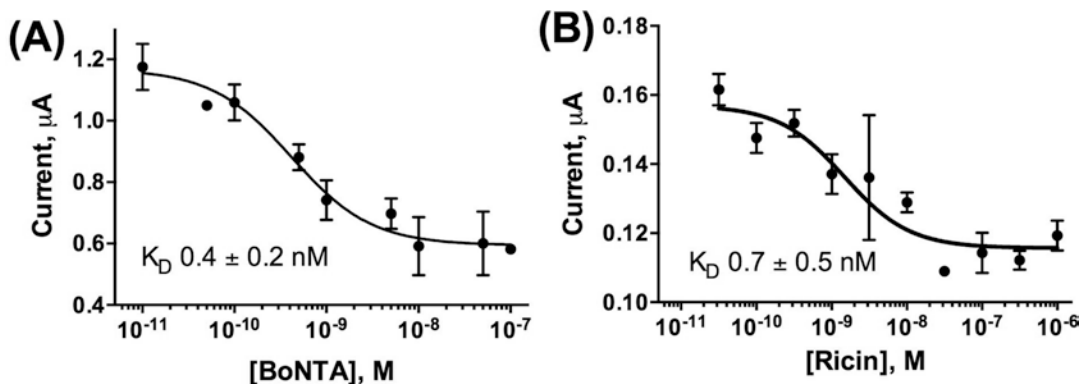 (A)
Current, μA
1.2
1.0
0.8
0.6
0.4
K_D 0.4 ± 0.2 nM
10^-11 10^-10 10^-9 10^-8 10^-7
[BoNTA], M
(B)
Current, μA
0.18
0.16
0.14
0.12
0.10
K_D 0.7 ± 0.5 nM
10^-11 10^-10 10^-9 10^-8 10^-7 10^-6
[Ricin], M